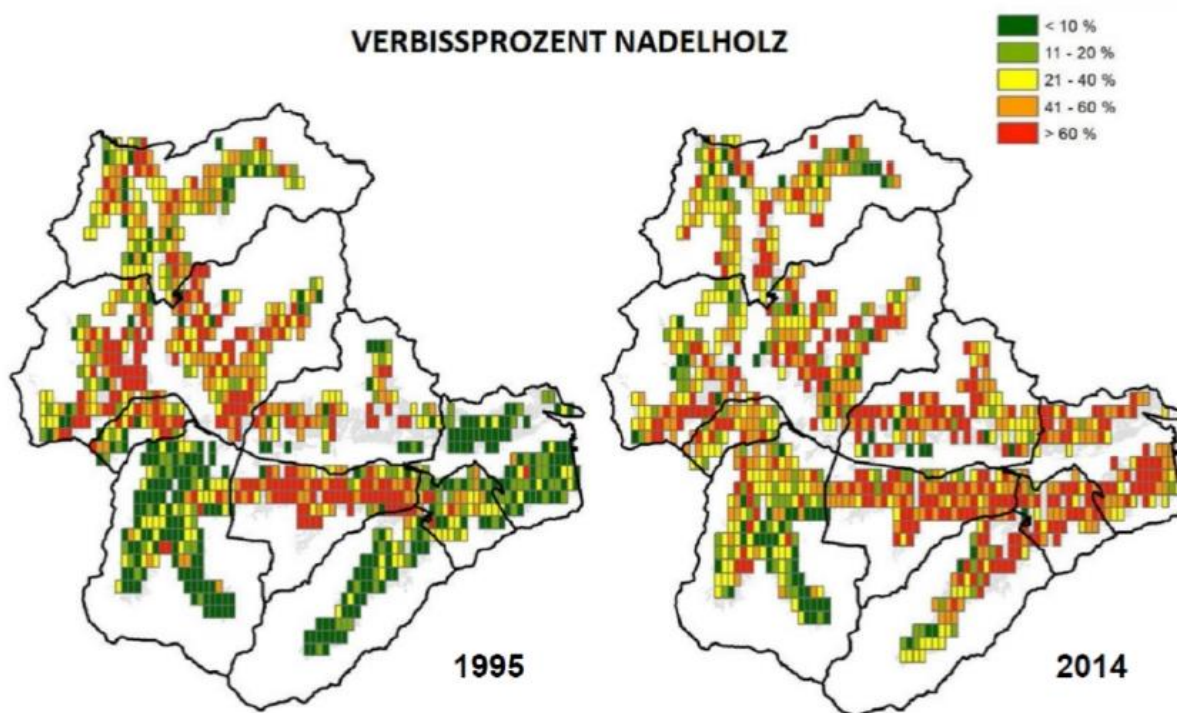 VERBISSPROZENT NADELHOLZ
< 10 %
11 - 20 %
21 - 40 %
41 - 60 %
> 60 %
1995
2014